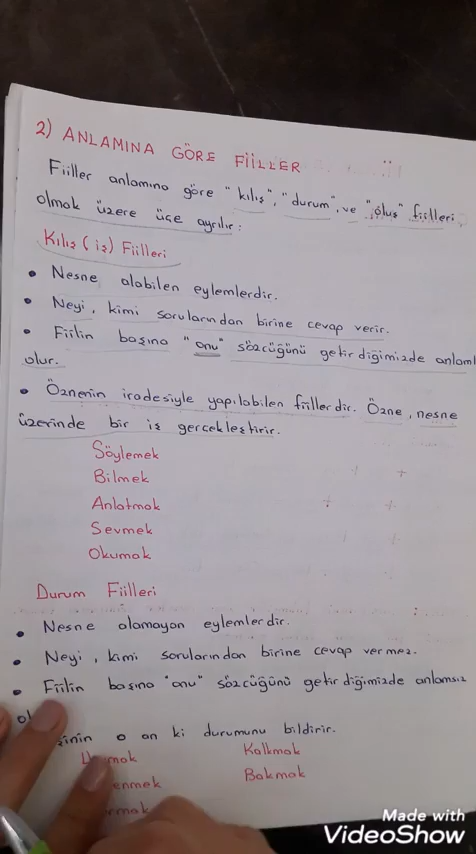 2) ANLAMINA GÖRE FİİLLER
Fiiller anlamına göre "kılış", "durum", ve "oluş" fiilleri
olmak üzere üçe ayrılır:
Kılış (iş) Fiilleri
• Nesne alabilen eylemlerdir.
• Neyi, kimi sorularından birine cevap verir.
• Fiilin başına "onu" sözcüğünü getirdiğimizde anlaml
olur.
• Öznenin iradesiyle yapılabilen fiillerdir. Özne, nesne
üzerinde bir iş gerçekleştirir.
Söylemek
Bilmek
Anlatmak
Sevmek
Okumak
Durum Fiilleri
• Nesne alamayan eylemlerdir.
• Neyi, kimi sorularından birine cevap vermez.
• Fiilin başına "onu" sözcüğünü getirdiğimizde anlamsız
o an ki durumunu bildirir.
Kalkmak
Bakmak
Made with
VideoShow